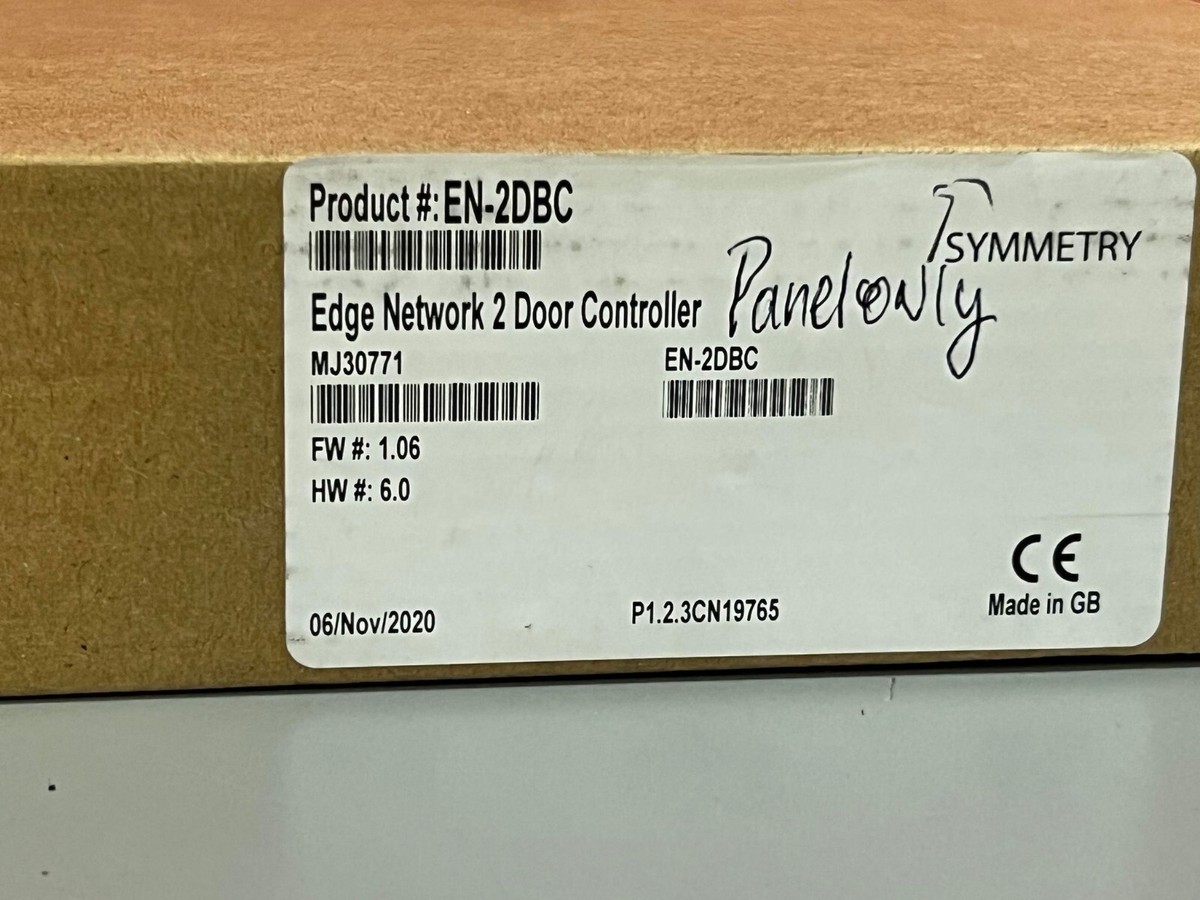 Product #: EN-2DBC
SYMMETRY
Edge Network 2 Door Controller
Panel only
MJ30771
EN-2DBC
FW #: 1.06
HW #: 6.0
CE
06/Nov/2020
P1.2.3CN19765
Made in GB